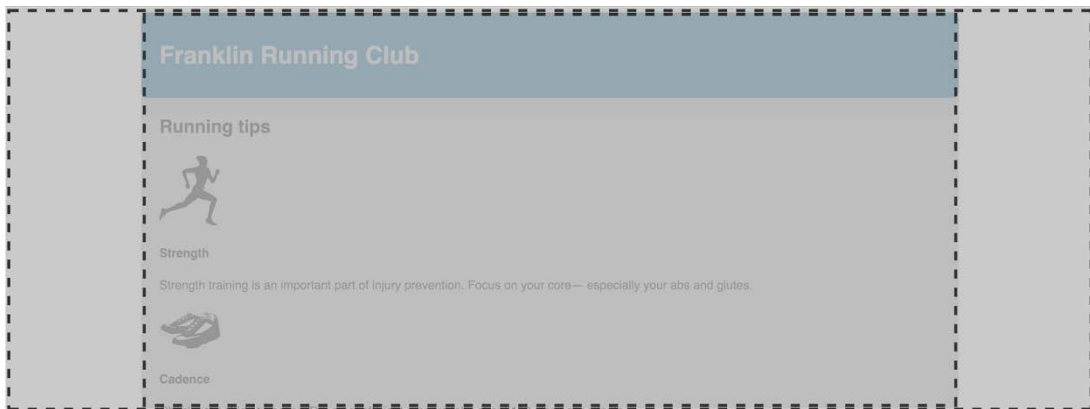 Franklin Running Club
Running tips
Strength
Strength training is an important part of injury prevention. Focus on your core— especially your abs and glutes.
Cadence